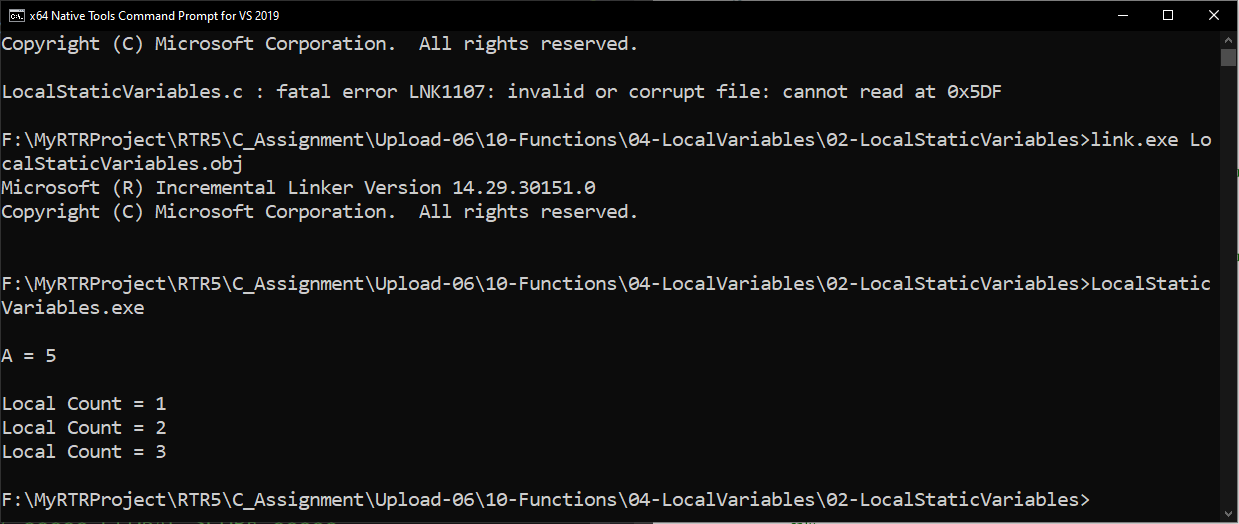 x64 Native Tools Command Prompt for VS 2019
Copyright (C) Microsoft Corporation.  All rights reserved.
LocalStaticVariables.c : fatal error LNK1107: invalid or corrupt file: cannot read at 0x5DF
F:\MyRTRProject\RTR5\C_Assignment\Upload-06\10-Functions\04-LocalVariables\02-LocalStaticVariables>link.exe Lo
calStaticVariables.obj
Microsoft (R) Incremental Linker Version 14.29.30151.0
Copyright (C) Microsoft Corporation.  All rights reserved.
F:\MyRTRProject\RTR5\C_Assignment\Upload-06\10-Functions\04-LocalVariables\02-LocalStaticVariables>LocalStatic
Variables.exe
A = 5
Local Count = 1
Local Count = 2
Local Count = 3
F:\MyRTRProject\RTR5\C_Assignment\Upload-06\10-Functions\04-LocalVariables\02-LocalStaticVariables>